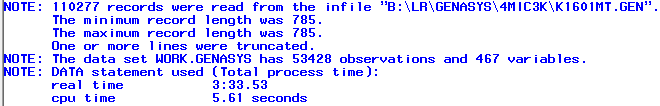 NOTE: 110277 records were read from the infile "B:\LR\GENASYS\4MIC3K\K1601MT.GEN".
The minimum record length was 785.
The maximum record length was 785.
One or more lines were truncated.
NOTE: The data set WORK.GENASYS has 53428 observations and 467 variables.
NOTE: DATA statement used (Total process time):
real time 3:33.53
cpu time 5.61 seconds